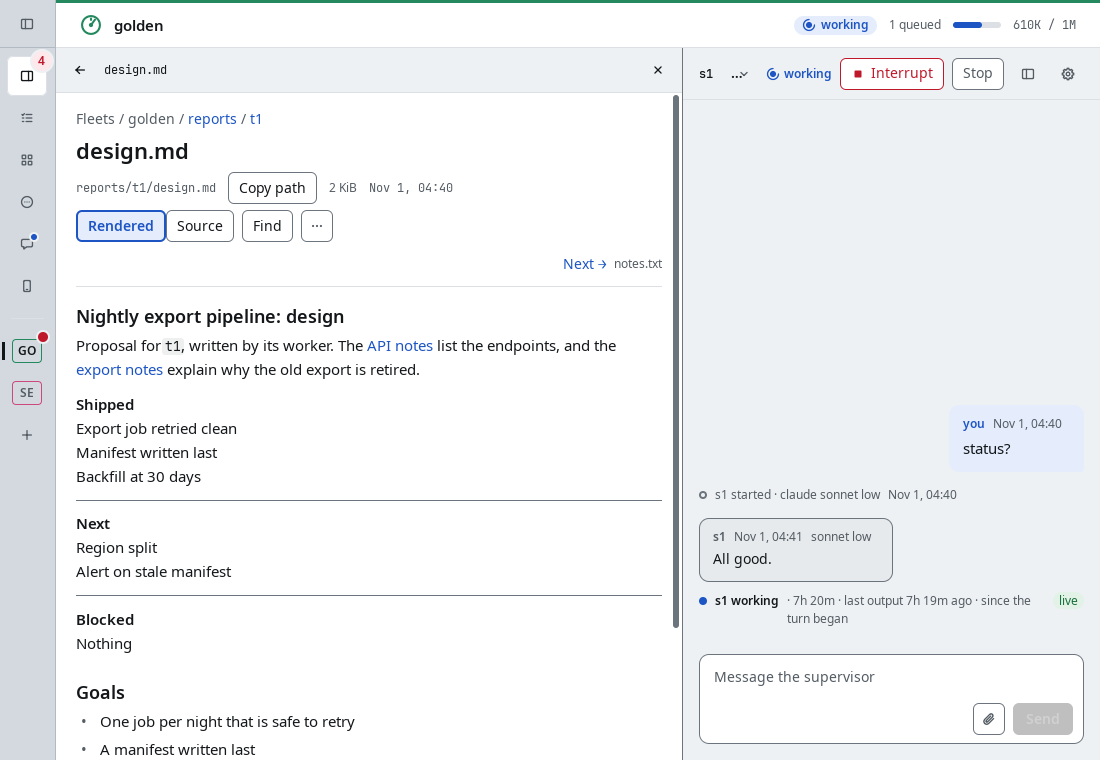 golden
working
1 queued
610K / 1M
4
GO
SE
design.md
Fleets / golden / reports / t1
design.md
reports/t1/design.md
Copy path
2 KiB
Nov 1, 04:40
Rendered
Source
Find
···
Next → notes.txt
Nightly export pipeline: design
Proposal for t1, written by its worker. The API notes list the endpoints, and the
export notes explain why the old export is retired.
Shipped
Export job retried clean
Manifest written last
Backfill at 30 days
Next
Region split
Alert on stale manifest
Blocked
Nothing
Goals
• One job per night that is safe to retry
• A manifest written last
s1
...
working
Interrupt
Stop
you Nov 1, 04:40
status?
s1 started · claude sonnet low Nov 1, 04:40
s1 Nov 1, 04:41 sonnet low
All good.
s1 working · 7h 20m · last output 7h 19m ago · since the
turn began
live
Message the supervisor
Send